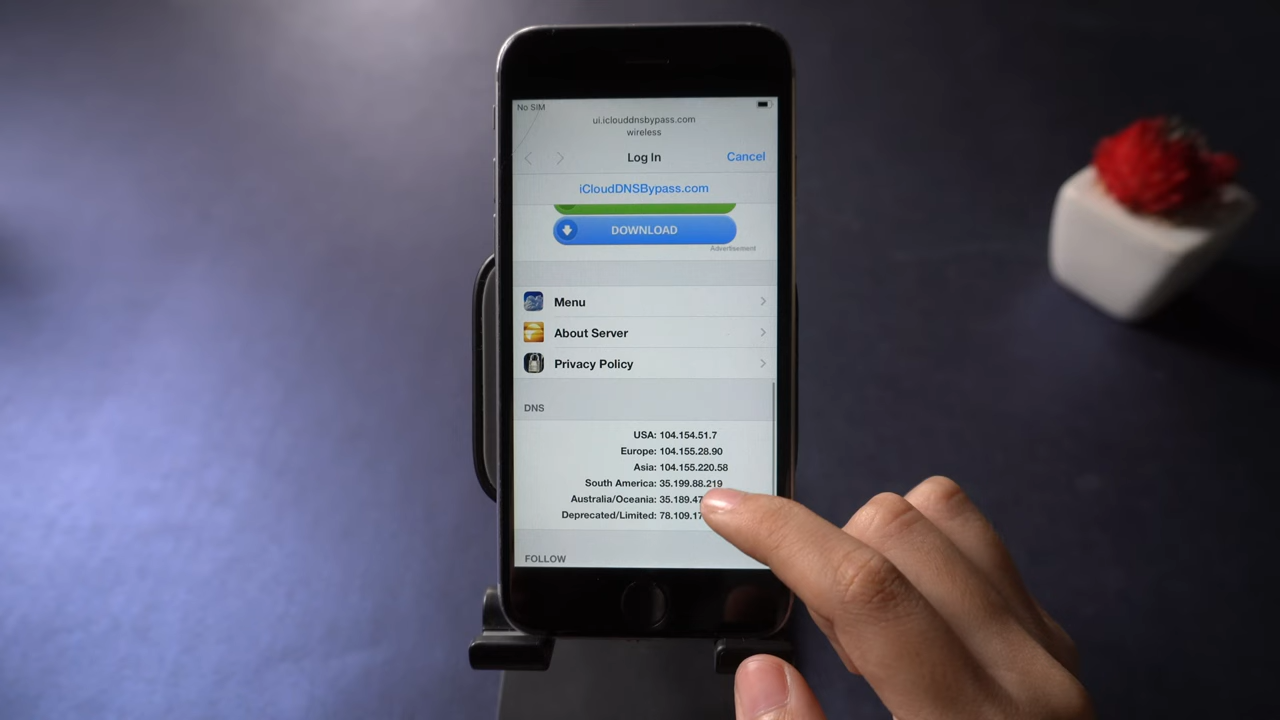 No SIM
ui.iclouddnsbypass.com
wireless
Log In
Cancel
iCloudDNSBypass.com
DOWNLOAD
Advertisement
Menu
About Server
Privacy Policy
DNS
USA: 104.154.51.7
Europe: 104.155.28.90
Asia: 104.155.220.58
South America: 35.199.88.219
Australia/Oceania: 35.189.47
Deprecated/Limited: 78.109.17
FOLLOW